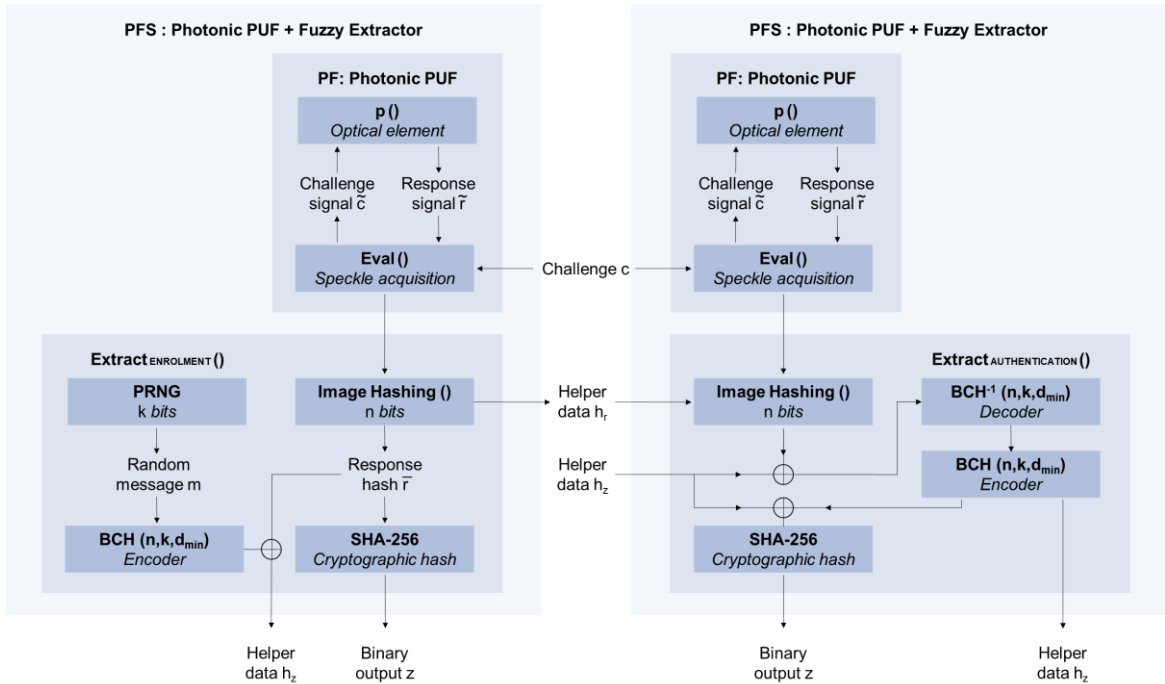 PFS : Photonic PUF + Fuzzy Extractor
PF: Photonic PUF
p ()
Optical element
Challenge
signal c̃
Response
signal r̃
Eval ()
Speckle acquisition
Extract ENROLMENT ()
PRNG
k bits
Random
message m
BCH (n,k,dmin)
Encoder
Image Hashing ()
n bits
Response
hash r̅
SHA-256
Cryptographic hash
Helper
data hz
Binary
output z
Challenge c
Helper
data hr
Helper
data hz
PFS : Photonic PUF + Fuzzy Extractor
PF: Photonic PUF
p ()
Optical element
Challenge
signal c̃
Response
signal r̃
Eval ()
Speckle acquisition
Extract AUTHENTICATION ()
Image Hashing ()
n bits
BCH-1 (n,k,dmin)
Decoder
BCH (n,k,dmin)
Encoder
SHA-256
Cryptographic hash
Binary
output z
Helper
data hz